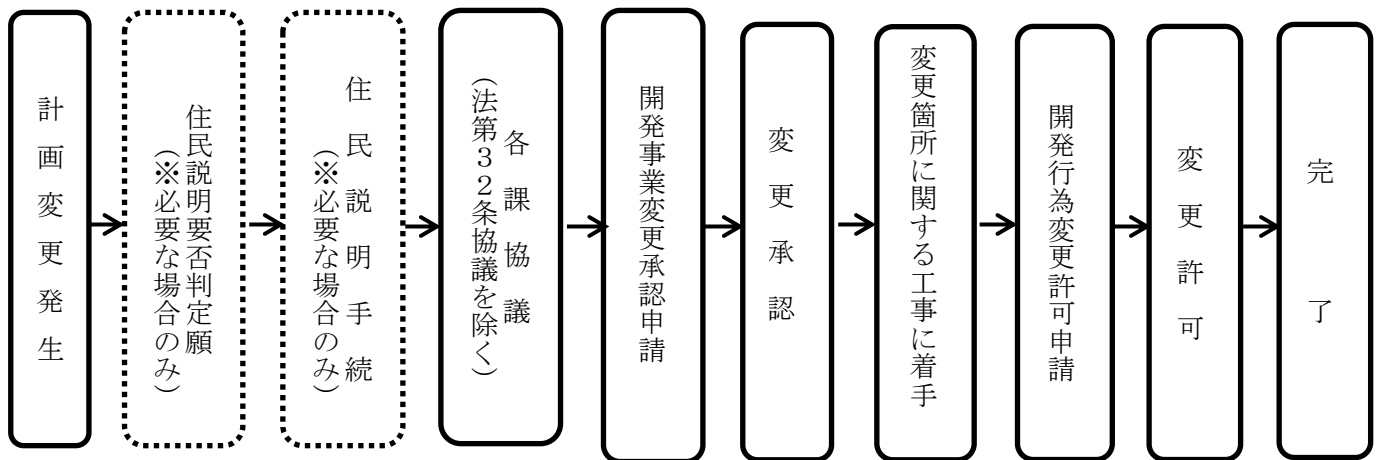 計画変更発生
住民説明要否判定願
（※必要な場合のみ）
住民説明手続
（※必要な場合のみ）
各課協議
（法第３２条協議を除く）
開発事業変更承認申請
変更承認
変更箇所に関する工事に着手
開発行為変更許可申請
変更許可
完了